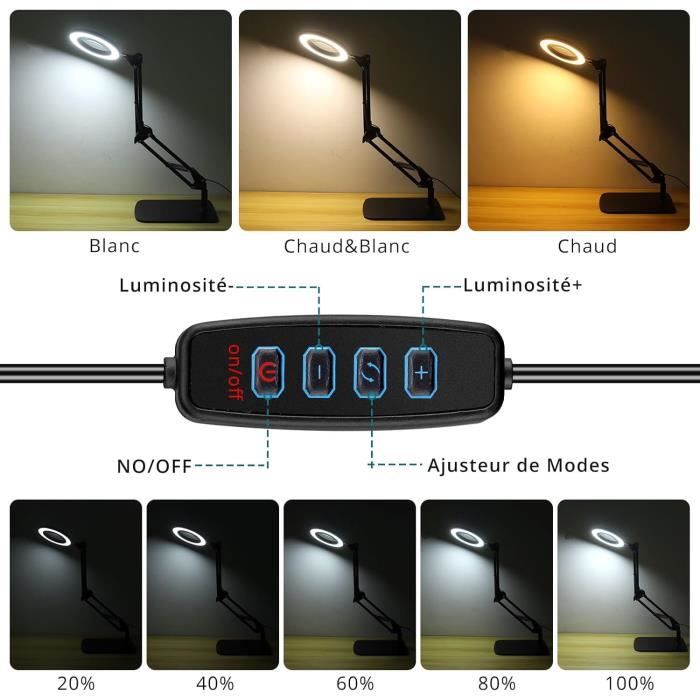 Blanc
Chaud&Blanc
Chaud
Luminosité-
Luminosité+
on/off
-
+
NO/OFF
Ajusteur de Modes
20%
40%
60%
80%
100%